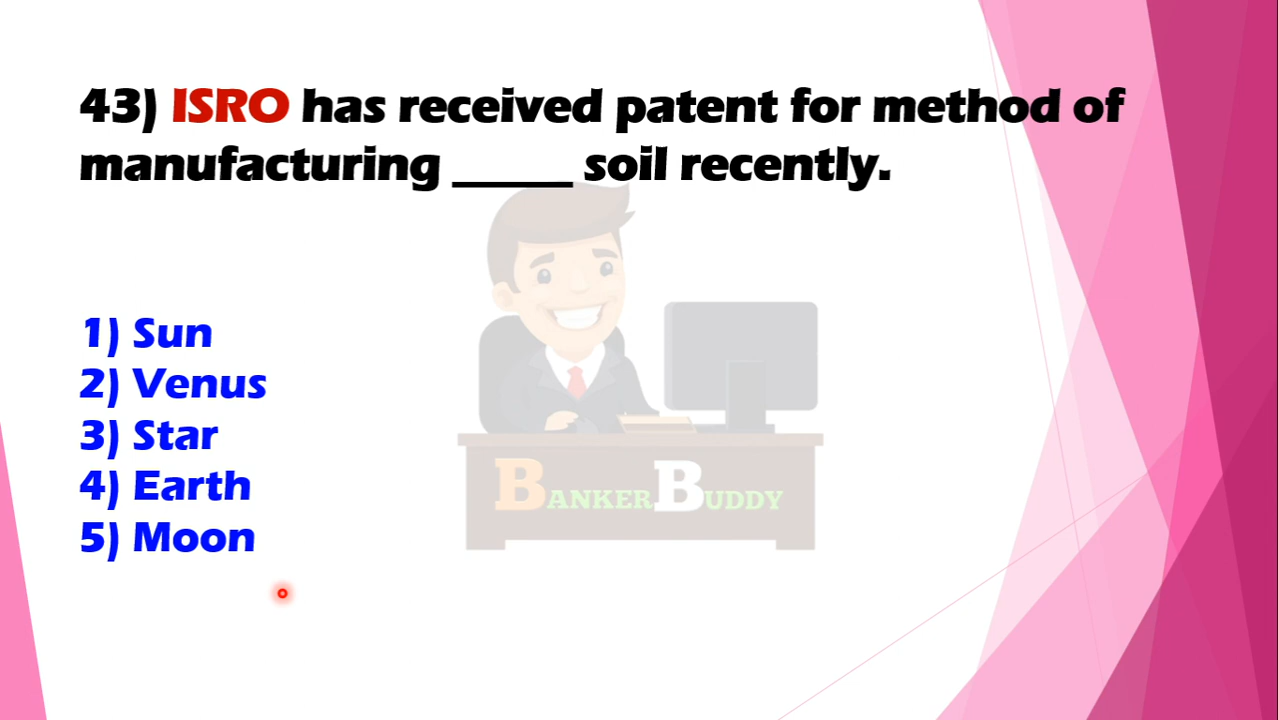 43) ISRO has received patent for method of
manufacturing _____ soil recently.
1) Sun
2) Venus
3) Star
4) Earth
5) Moon
BANKERBUDDY